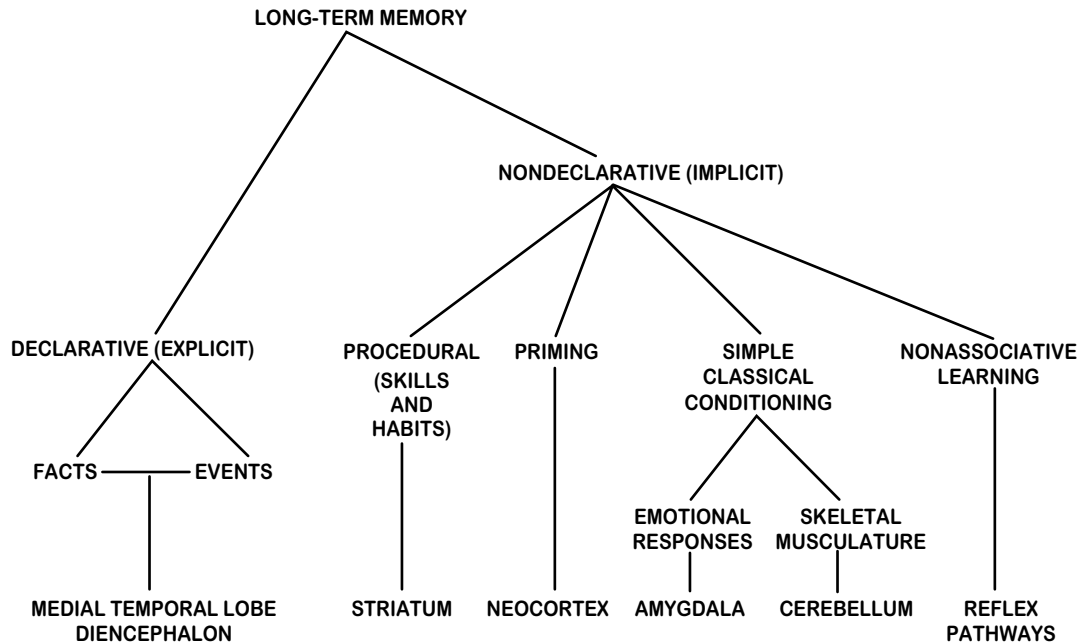 LONG-TERM MEMORY
NONDECLARATIVE (IMPLICIT)
DECLARATIVE (EXPLICIT)
PROCEDURAL
(SKILLS
AND
HABITS)
PRIMING
SIMPLE
CLASSICAL
CONDITIONING
NONASSOCIATIVE
LEARNING
FACTS
EVENTS
EMOTIONAL
RESPONSES
SKELETAL
MUSCULATURE
MEDIAL TEMPORAL LOBE
DIENCEPHALON
STRIATUM
NEOCORTEX
AMYGDALA
CEREBELLUM
REFLEX
PATHWAYS